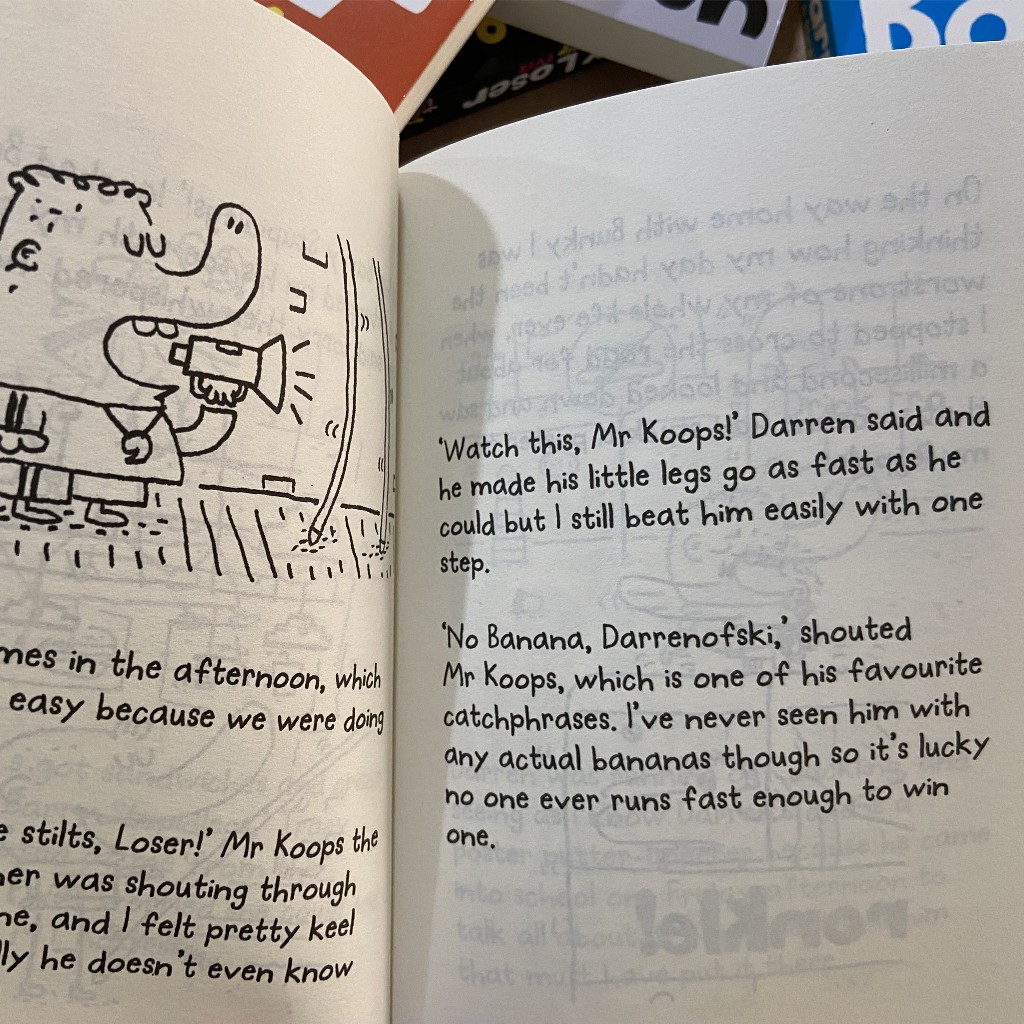 Loser
mes in the afternoon, which
easy because we were doing
stilts, Loser!' Mr Koops the
er was shouting through
ne, and I felt pretty keel
lly he doesn't even know
'Watch this, Mr Koops!' Darren said and
he made his little legs go as fast as he
could but I still beat him easily with one
step.
'No Banana, Darrenofski,' shouted
Mr Koops, which is one of his favourite
catchphrases. I've never seen him with
any actual bananas though so it's lucky
no one ever runs fast enough to win
one.